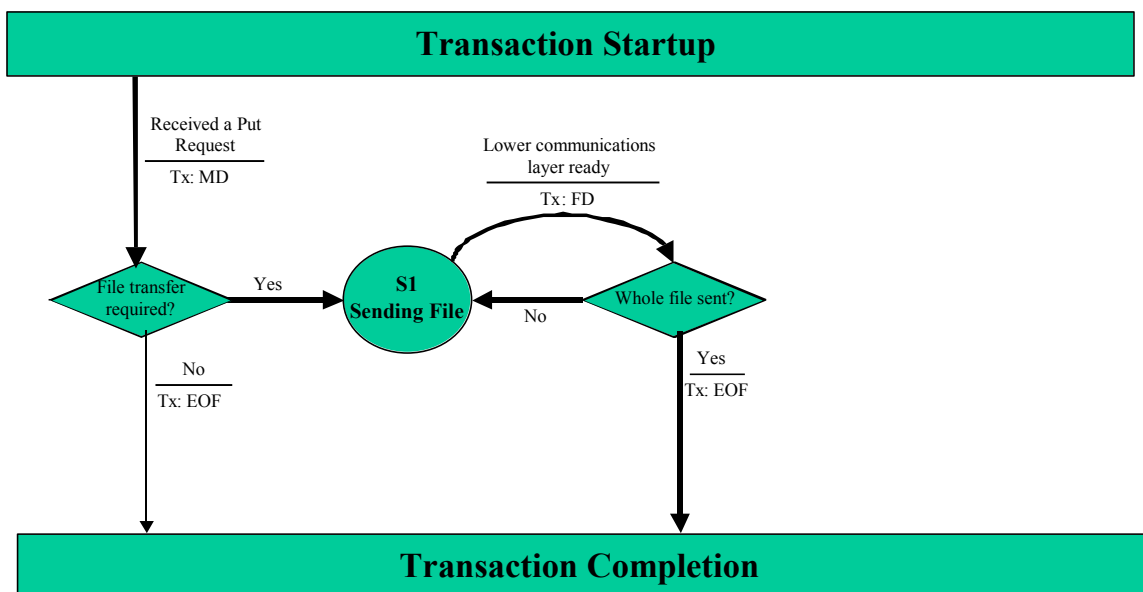 Transaction Startup
Received a Put
Request
Tx: MD
Lower communications
layer ready
Tx: FD
File transfer
required?
Yes
S1
Sending File
No
Whole file sent?
No
Tx: EOF
Yes
Tx: EOF
Transaction Completion